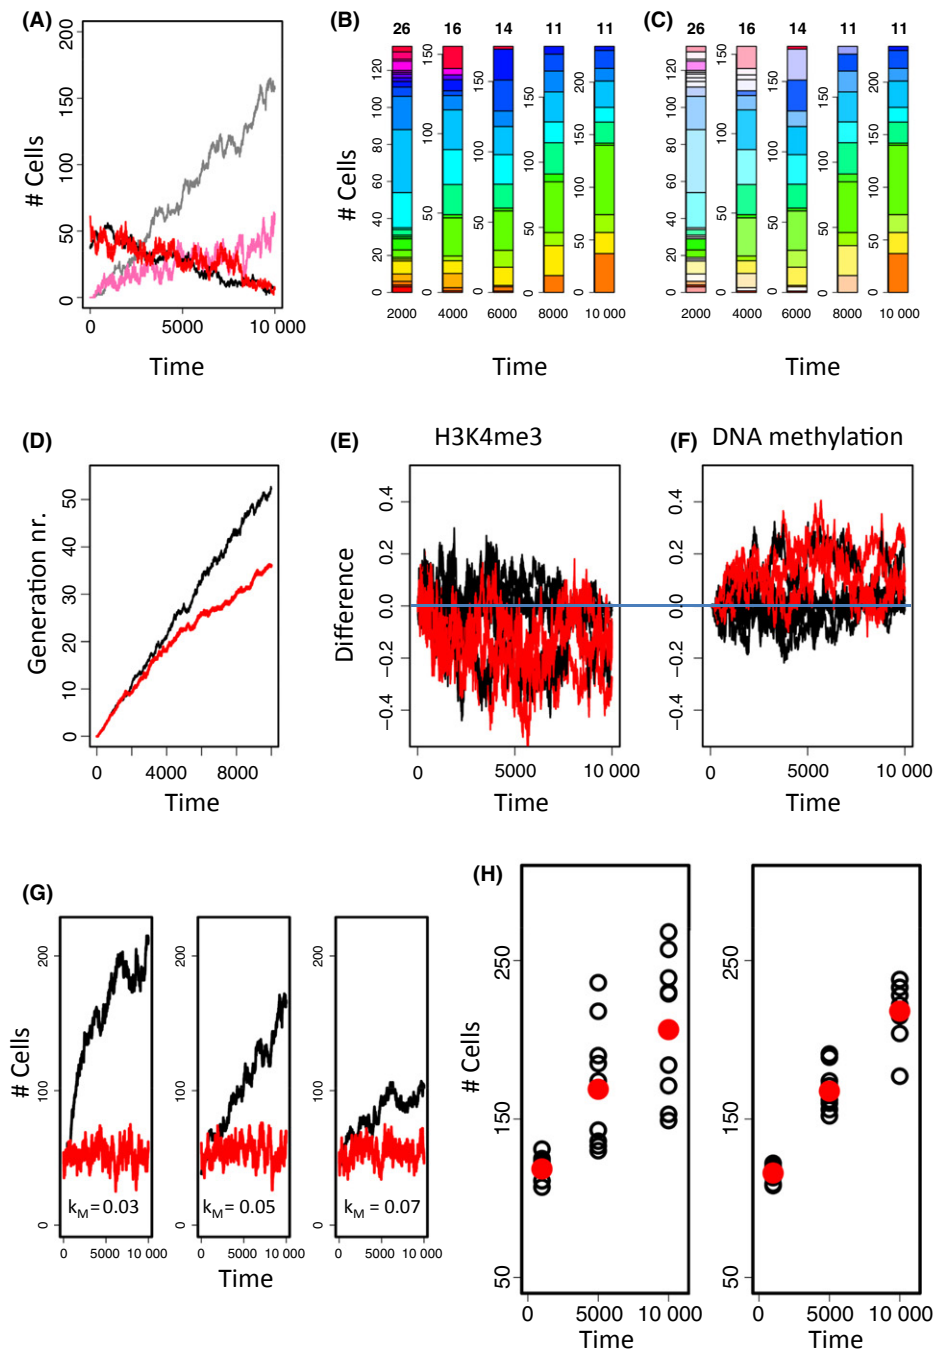 (A)
200
150
100
50
0
# Cells
0 5000 10 000
Time
(B)
26 16 14 11 11
# Cells
120
100
80
60
40
20
0
150
100
50
0
150
100
50
0
150
100
50
0
200
150
100
50
0
2000 4000 6000 8000 10 000
Time
(C)
26 16 14 11 11
120
100
80
60
40
20
0
150
100
50
0
150
100
50
0
150
100
50
0
200
150
100
50
0
2000 4000 6000 8000 10 000
Time
(D)
Generation nr.
50
40
30
20
10
0
0 4000 8000
Time
(E) H3K4me3
Difference
0.4
0.2
0.0
−0.2
−0.4
0 5000 10 000
Time
(F) DNA methylation
0.4
0.2
0.0
−0.2
−0.4
0 5000 10 000
Time
(G)
# Cells
200
100
0
kM = 0.03
0 5000 10 000
200
100
0
kM = 0.05
0 5000 10 000
200
100
0
kM = 0.07
0 5000 10 000
Time
(H)
# Cells
250
150
50
0 5000 10 000
Time
250
150
50
0 5000 10 000
Time